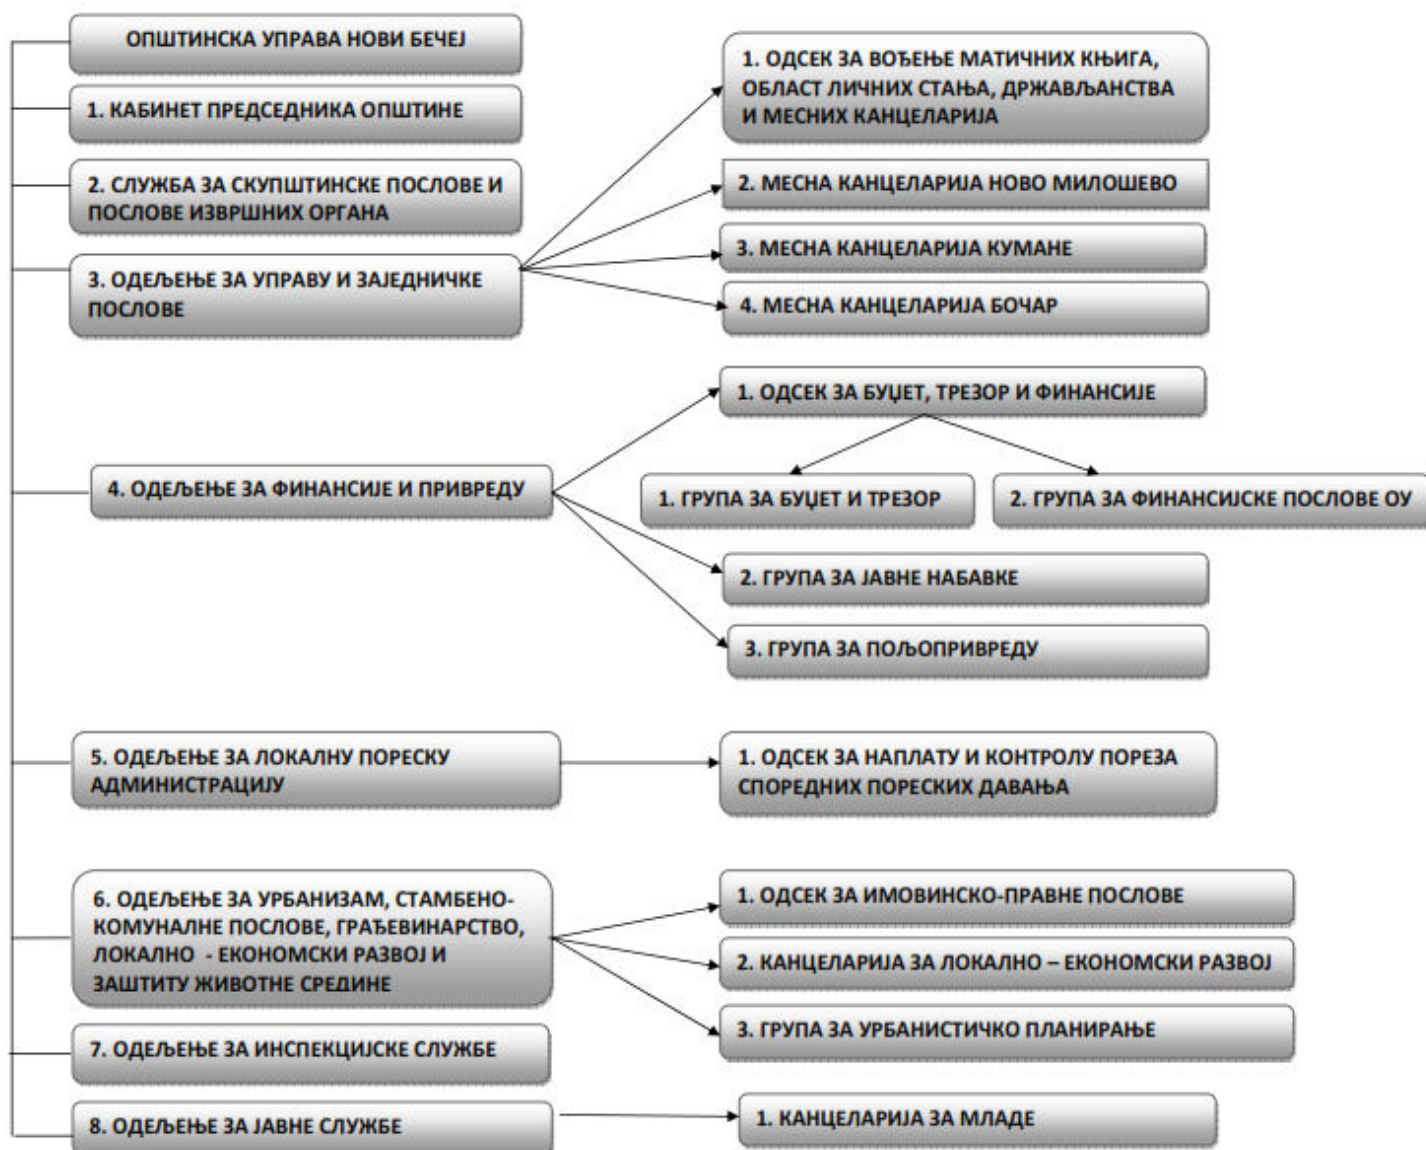 ОПШТИНСКА УПРАВА НОВИ БЕЧЕЈ
1. КАБИНЕТ ПРЕДСЕДНИКА ОПШТИНЕ
2. СЛУЖБА ЗА СКУПШТИНСКЕ ПОСЛОВЕ И
ПОСЛОВЕ ИЗВРШНИХ ОРГАНА
3. ОДЕЉЕЊЕ ЗА УПРАВУ И ЗАЈЕДНИЧКЕ
ПОСЛОВЕ
1. ОДСЕК ЗА ВОЂЕЊЕ МАТИЧНИХ КЊИГА,
ОБЛАСТ ЛИЧНИХ СТАЊА, ДРЖАВЉАНСТВА
И МЕСНИХ КАНЦЕЛАРИЈА
2. МЕСНА КАНЦЕЛАРИЈА НОВО МИЛОШЕВО
3. МЕСНА КАНЦЕЛАРИЈА КУМАНЕ
4. МЕСНА КАНЦЕЛАРИЈА БОЧАР
4. ОДЕЉЕЊЕ ЗА ФИНАНСИЈЕ И ПРИВРЕДУ
1. ОДСЕК ЗА БУЏЕТ, ТРЕЗОР И ФИНАНСИЈЕ
1. ГРУПА ЗА БУЏЕТ И ТРЕЗОР
2. ГРУПА ЗА ФИНАНСИЈСКЕ ПОСЛОВЕ ОУ
2. ГРУПА ЗА ЈАВНЕ НАБАВКЕ
3. ГРУПА ЗА ПОЉОПРИВРЕДУ
5. ОДЕЉЕЊЕ ЗА ЛОКАЛНУ ПОРЕСКУ
АДМИНИСТРАЦИЈУ
1. ОДСЕК ЗА НАПЛАТУ И КОНТРОЛУ ПОРЕЗА
СПОРЕДНИХ ПОРЕСКИХ ДАВАЊА
6. ОДЕЉЕЊЕ ЗА УРБАНИЗАМ, СТАМБЕНО-
КОМУНАЛНЕ ПОСЛОВЕ, ГРАЂЕВИНАРСТВО,
ЛОКАЛНО - ЕКОНОМСКИ РАЗВОЈ И
ЗАШТИТУ ЖИВОТНЕ СРЕДИНЕ
1. ОДСЕК ЗА ИМОВИНСКО-ПРАВНЕ ПОСЛОВЕ
2. КАНЦЕЛАРИЈА ЗА ЛОКАЛНО – ЕКОНОМСКИ РАЗВОЈ
3. ГРУПА ЗА УРБАНИСТИЧКО ПЛАНИРАЊЕ
7. ОДЕЉЕЊЕ ЗА ИНСПЕКЦИЈСКЕ СЛУЖБЕ
8. ОДЕЉЕЊЕ ЗА ЈАВНЕ СЛУЖБЕ
1. КАНЦЕЛАРИЈА ЗА МЛАДЕ